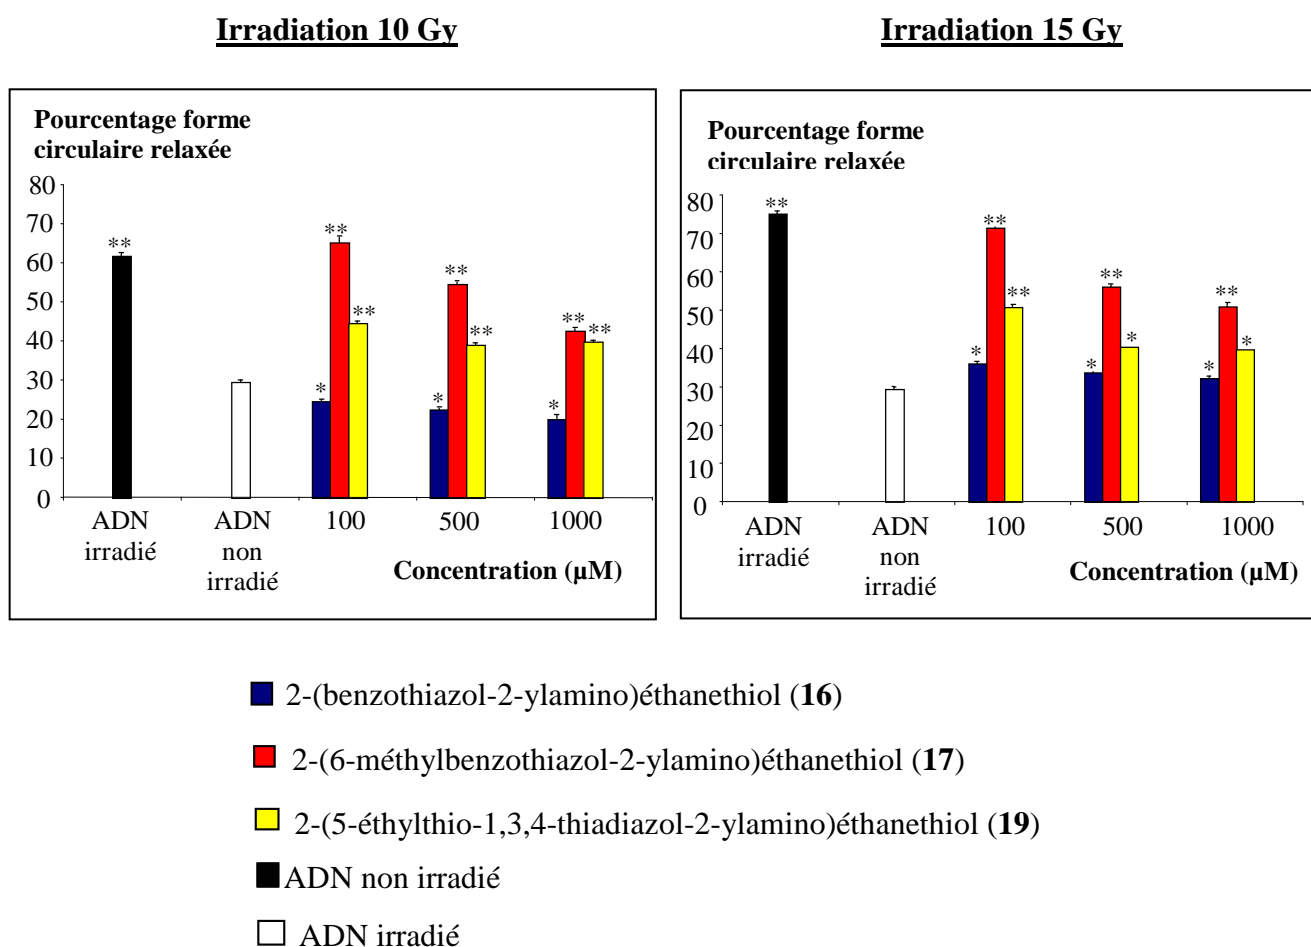 Irradiation 10 Gy
Pourcentage forme
circulaire relaxée
80
70
60
50
40
30
20
10
0
**
**
**
**
**
**
**
*
*
*
ADN
irradié
ADN
non
irradié
100
500
1000
Concentration (µM)
Irradiation 15 Gy
Pourcentage forme
circulaire relaxée
80
70
60
50
40
30
20
10
0
**
**
**
**
**
*
*
*
*
*
ADN
irradié
ADN
non
irradié
100
500
1000
Concentration (µM)
2-(benzothiazol-2-ylamino)éthanethiol (16)
2-(6-méthylbenzothiazol-2-ylamino)éthanethiol (17)
2-(5-éthylthio-1,3,4-thiadiazol-2-ylamino)éthanethiol (19)
ADN non irradié
ADN irradié